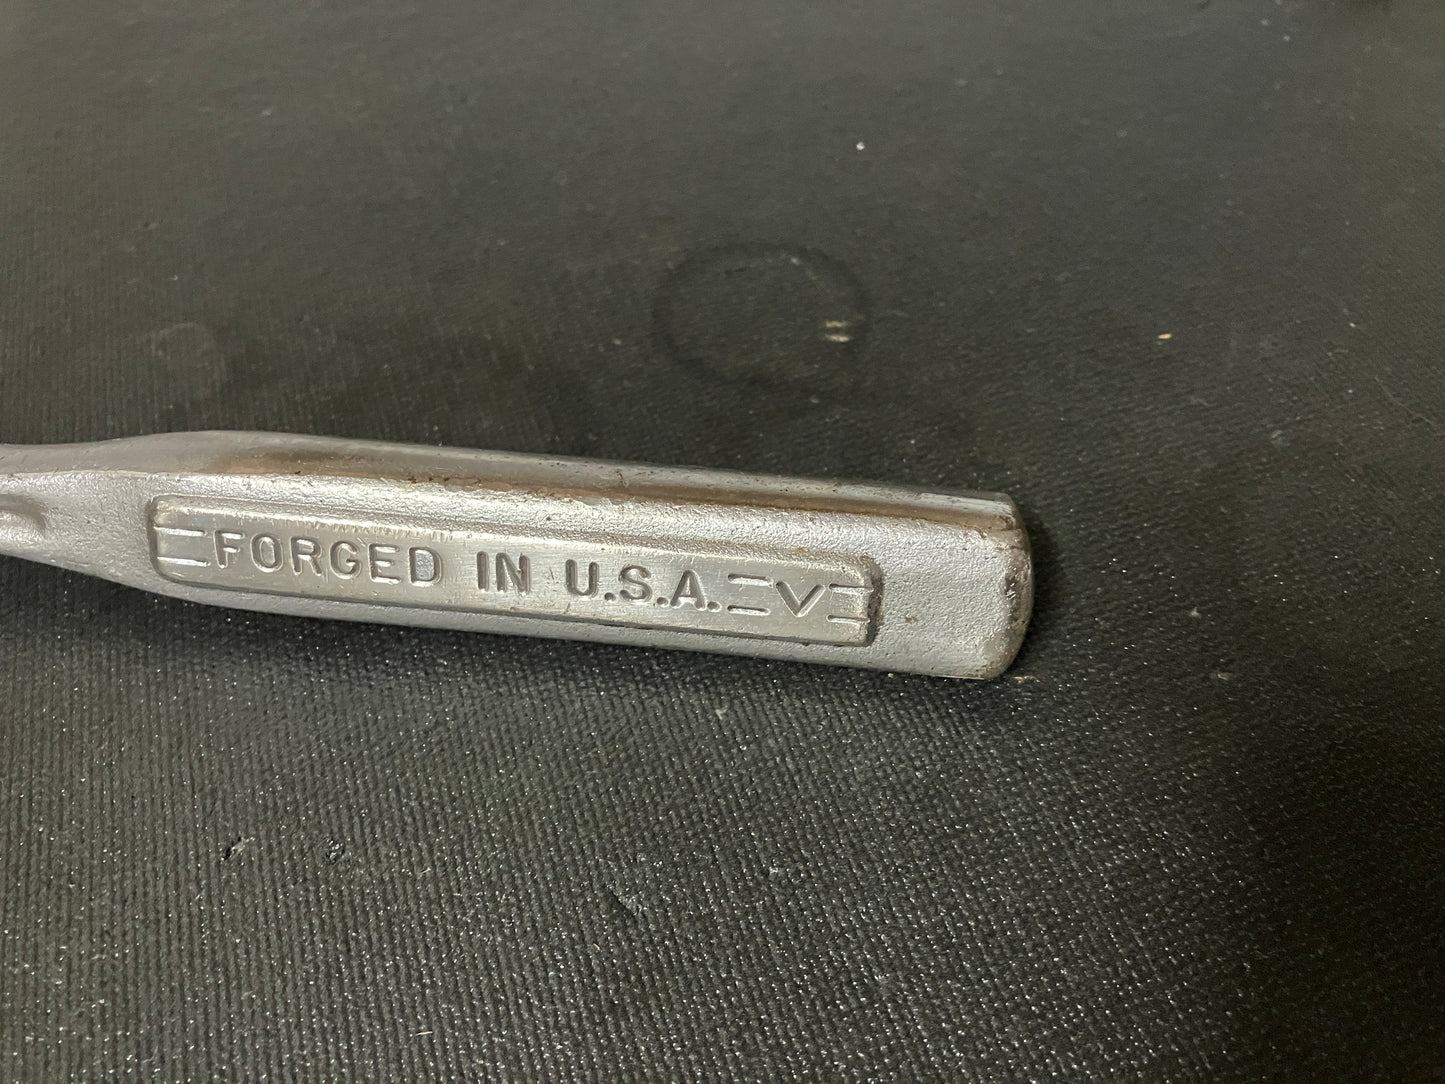 =FORGED IN U.S.A.=V=